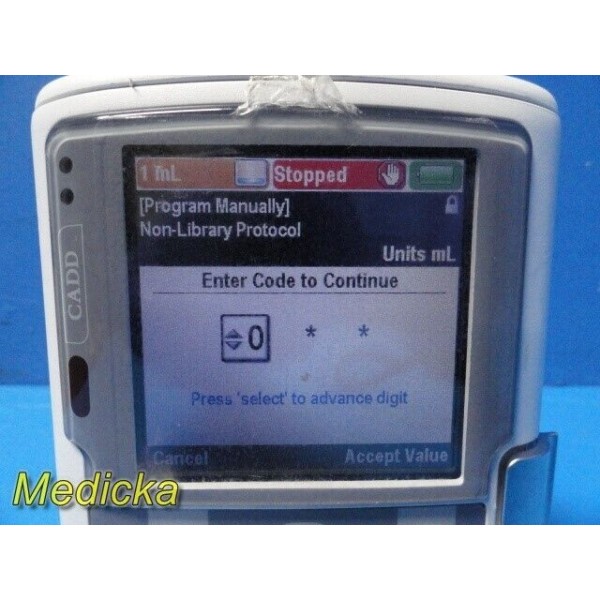 1 mL
Stopped
[Program Manually]
Non-Library Protocol
Units mL
CADD
Enter Code to Continue
0 * *
Press 'select' to advance digit
Cancel
Accept Value
Medicka